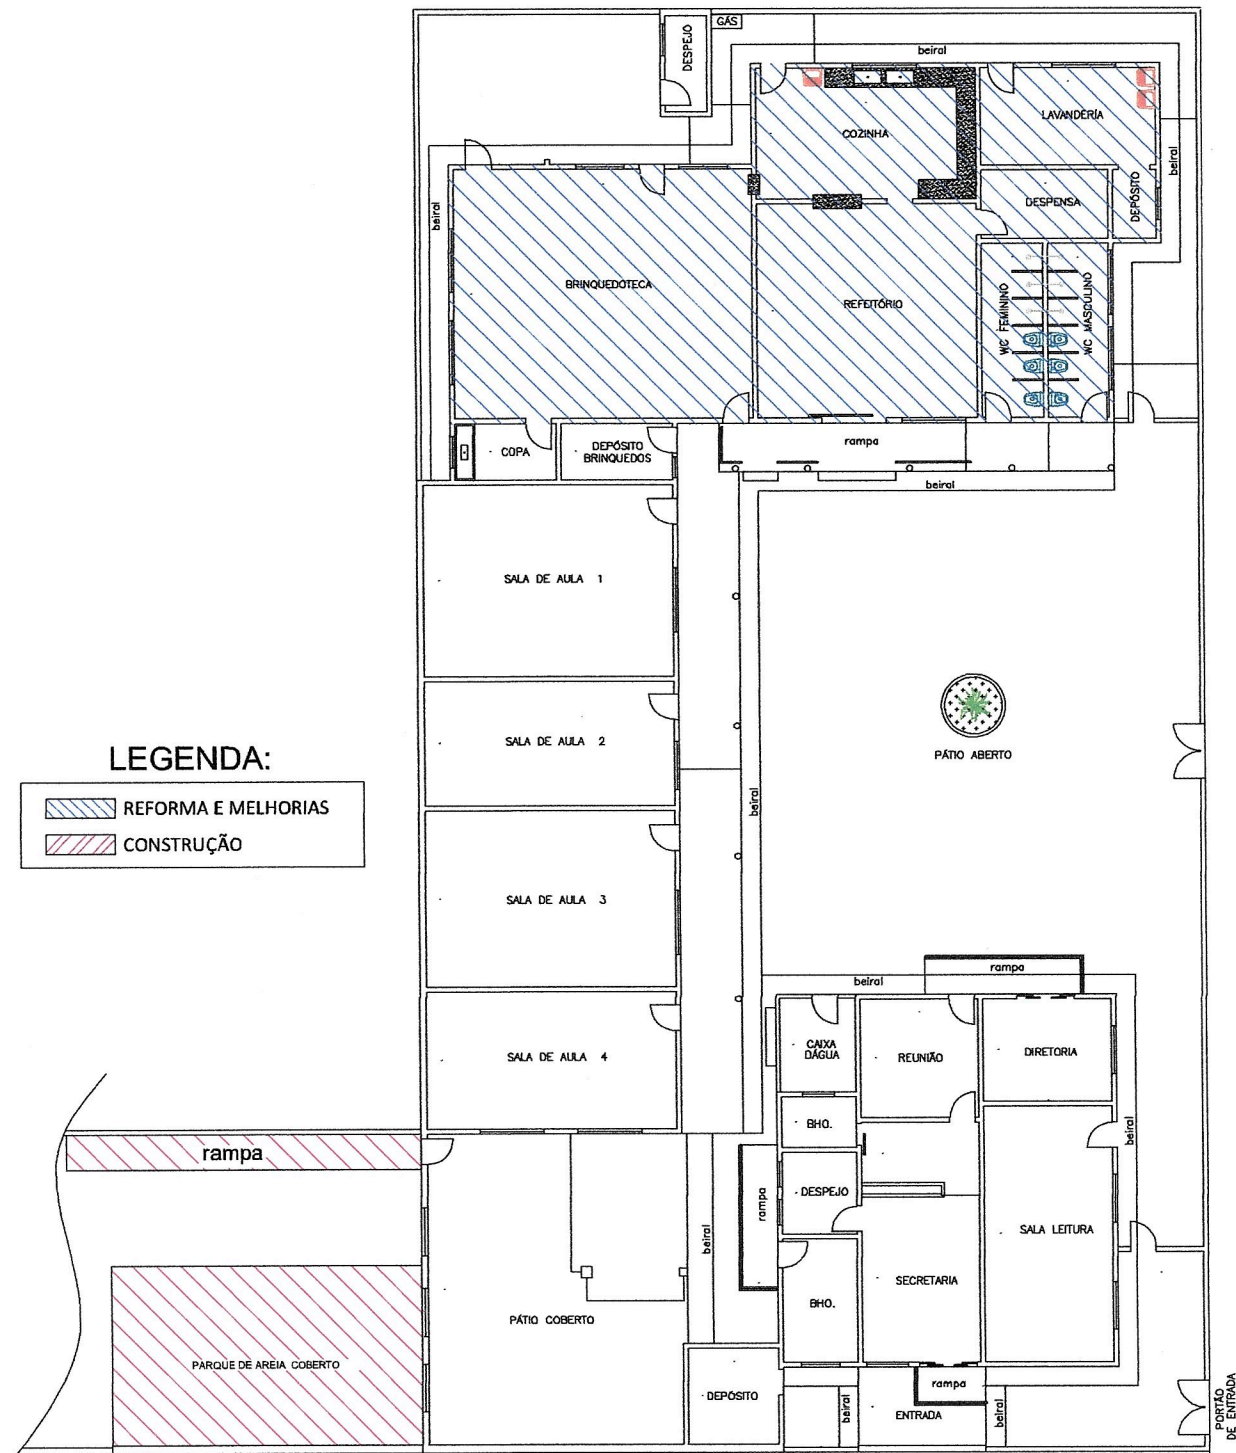 GÁS
DESPEJO
beiral
COZINHA
LAVANDERIA
beiral
beiral
DESPENSA
DEPÓSITO
BRINQUEDOTECA
REFEITÓRIO
WC FEMININO
WC MASCULINO
COPA
DEPÓSITO
BRINQUEDOS
rampa
beiral
SALA DE AULA 1
SALA DE AULA 2
PÁTIO ABERTO
LEGENDA:
REFORMA E MELHORIAS
CONSTRUÇÃO
beiral
SALA DE AULA 3
rampa
beiral
CAIXA
DÁGUA
REUNIÃO
DIRETORIA
SALA DE AULA 4
BHO.
beiral
rampa
DESPEJO
rampa
beiral
SALA LEITURA
SECRETARIA
BHO.
PÁTIO COBERTO
PARQUE DE AREIA COBERTO
DEPÓSITO
rampa
beiral
ENTRADA
beiral
PORTÃO
DE ENTRADA